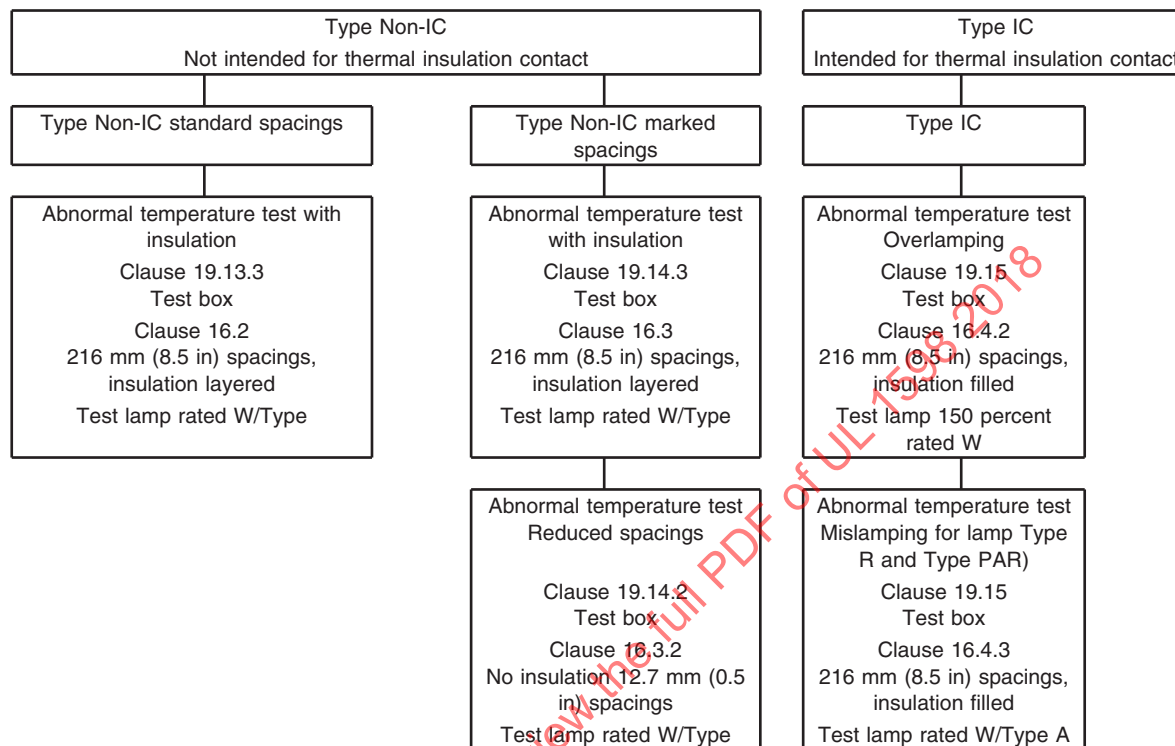 Type Non-IC
Not intended for thermal insulation contact
Type IC
Intended for thermal insulation contact
Type Non-IC standard spacings
Type Non-IC marked
spacings
Type IC
Abnormal temperature test with
insulation
Clause 19.13.3
Test box
Clause 16.2
216 mm (8.5 in) spacings,
insulation layered
Test lamp rated W/Type
Abnormal temperature test
with insulation
Clause 19.14.3
Test box
Clause 16.3
216 mm (8.5 in) spacings,
insulation layered
Test lamp rated W/Type
Abnormal temperature test
Overlamping
Clause 19.15
Test box
Clause 16.4.2
216 mm (8.5 in) spacings,
insulation filled
Test lamp 150 percent
rated W
Abnormal temperature test
Reduced spacings
Clause 19.14.2
Test box
Clause 16.3.2
No insulation 12.7 mm (0.5
in) spacings
Test lamp rated W/Type
Abnormal temperature test
Mislamping for lamp Type
R and Type PAR)
Clause 19.15
Test box
Clause 16.4.3
216 mm (8.5 in) spacings,
insulation filled
Test lamp rated W/Type A
view the full PDF of UL 1598 2018